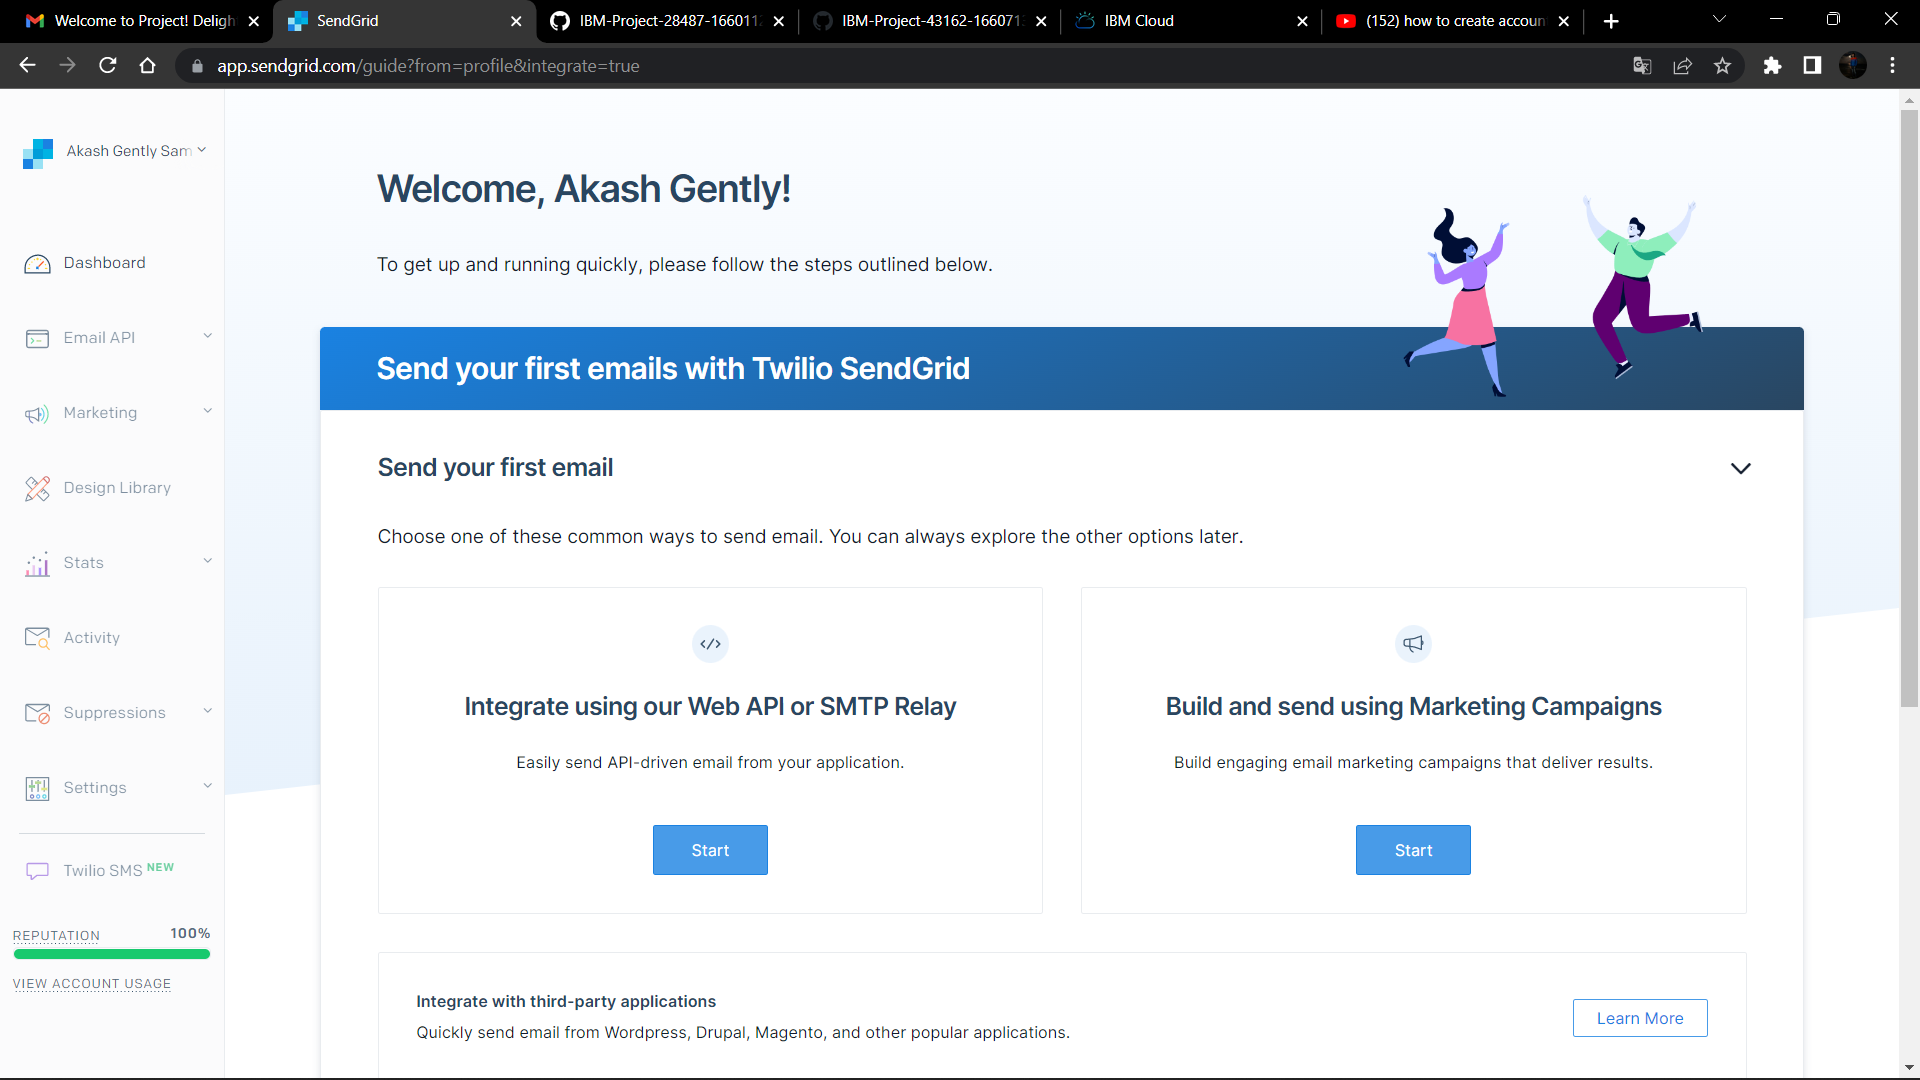 Welcome to Project! Deligh
SendGrid
IBM-Project-28487-166011
IBM-Project-43162-166071
IBM Cloud
(152) how to create accoun
app.sendgrid.com/guide?from=profile&integrate=true
Akash Gently Sam
Dashboard
Email API
Marketing
Design Library
Stats
Activity
Suppressions
Settings
Twilio SMS NEW
REPUTATION 100%
VIEW ACCOUNT USAGE
Welcome, Akash Gently!
To get up and running quickly, please follow the steps outlined below.
Send your first emails with Twilio SendGrid
Send your first email
Choose one of these common ways to send email. You can always explore the other options later.
Integrate using our Web API or SMTP Relay
Easily send API-driven email from your application.
Start
Build and send using Marketing Campaigns
Build engaging email marketing campaigns that deliver results.
Start
Integrate with third-party applications
Quickly send email from Wordpress, Drupal, Magento, and other popular applications.
Learn More